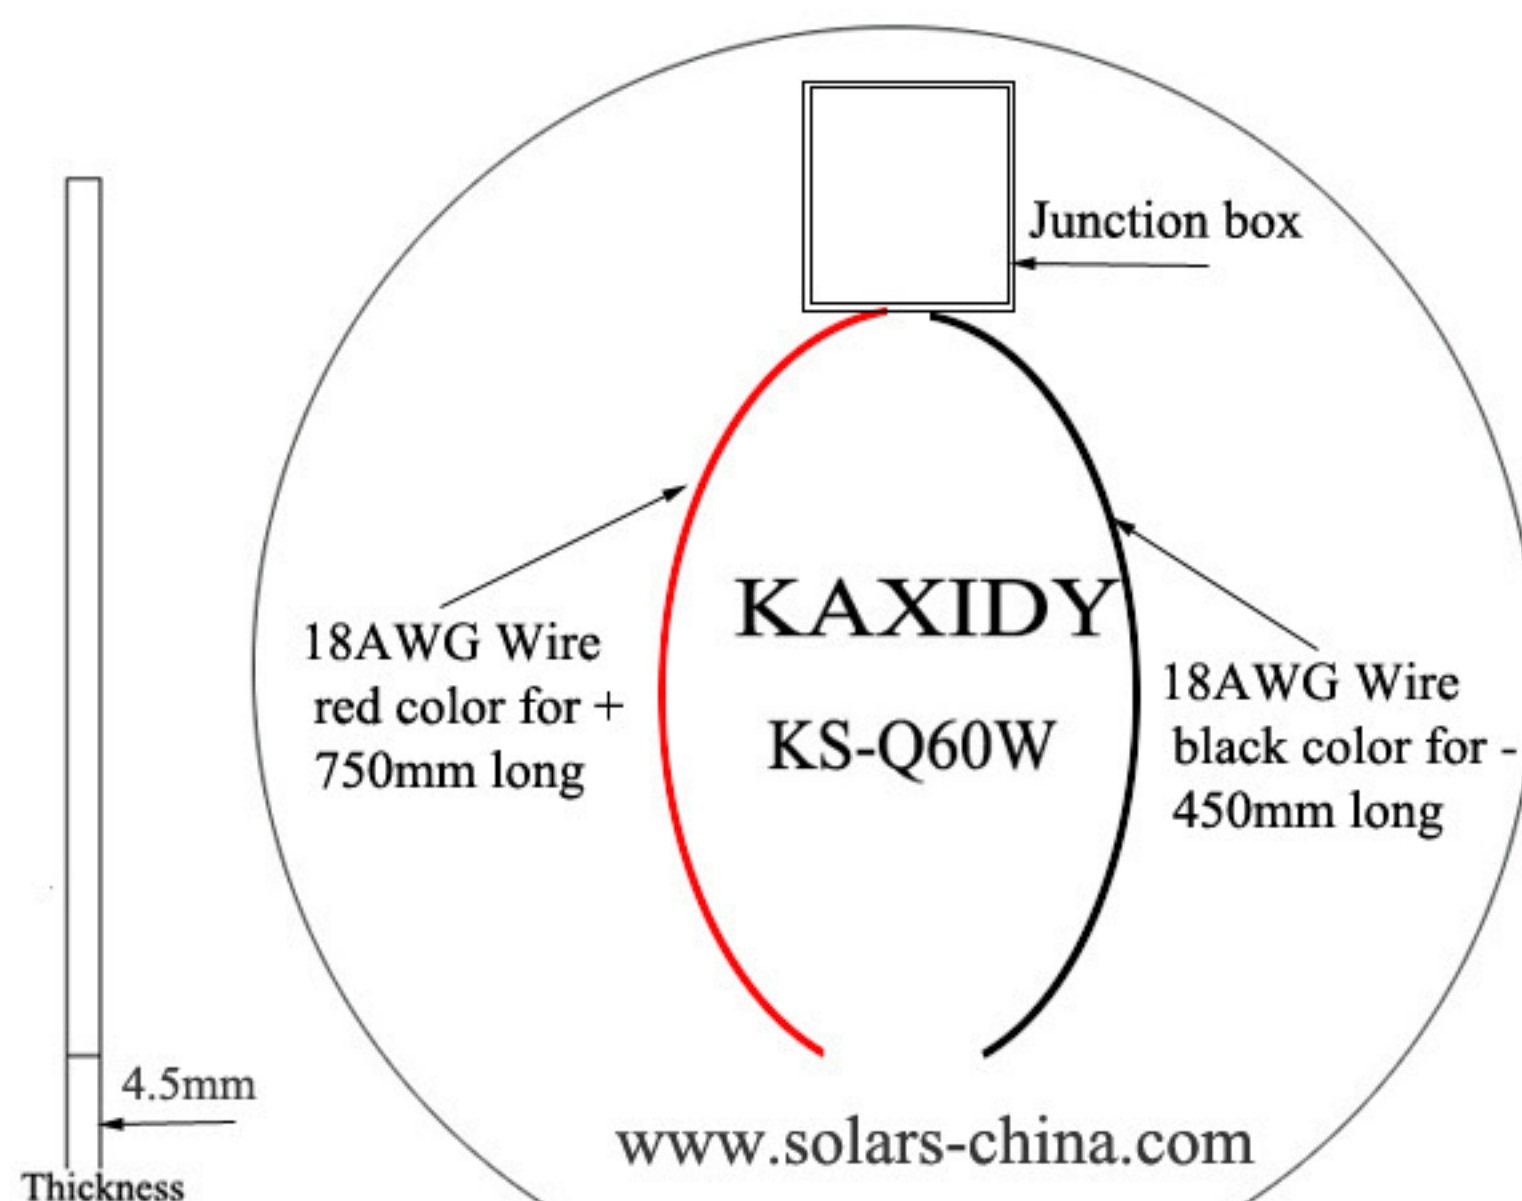 Junction box
KAXIDY
18AWG Wire
red color for +
750mm long
KS-Q60W
18AWG Wire
black color for -
450mm long
4.5mm
Thickness
www.solars-china.com